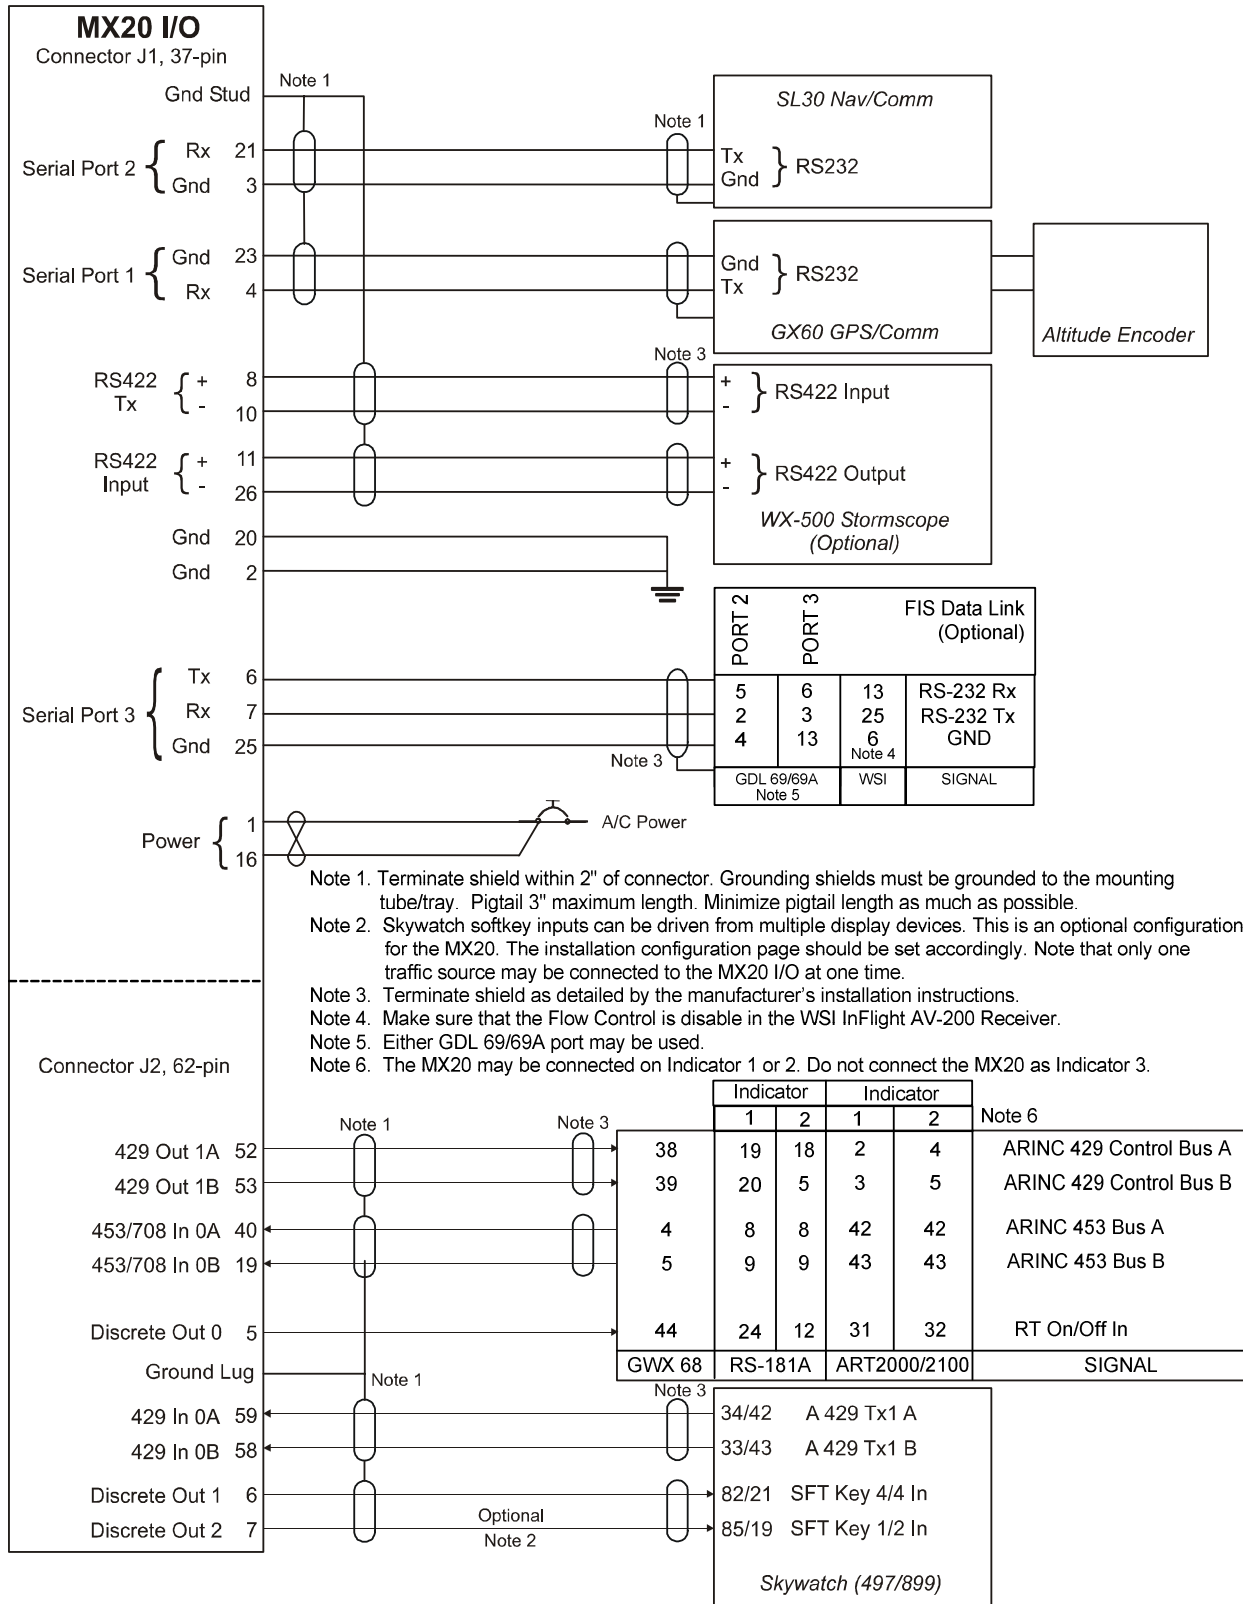 MX20 I/O
Connector J1, 37-pin
Gnd Stud
Note 1
Serial Port 2 { Rx 21
Gnd 3
Note 1
SL30 Nav/Comm
Tx
Gnd } RS232
Serial Port 1 { Gnd 23
Rx 4
Gnd
Tx } RS232
GX60 GPS/Comm
Altitude Encoder
RS422 Tx { + 8
- 10
Note 3
+
- } RS422 Input
RS422 Input { + 11
- 26
+
- } RS422 Output
WX-500 Stormscope
(Optional)
Gnd 20
Gnd 2
PORT 2 PORT 3 FIS Data Link
(Optional)
Serial Port 3 { Tx 6
Rx 7
Gnd 25
Note 3
5 6 13 RS-232 Rx
2 3 25 RS-232 Tx
4 13 6 GND
Note 4
GDL 69/69A WSI SIGNAL
Note 5
Power { 1
16
A/C Power
Note 1. Terminate shield within 2" of connector. Grounding shields must be grounded to the mounting
tube/tray. Pigtail 3" maximum length. Minimize pigtail length as much as possible.
Note 2. Skywatch softkey inputs can be driven from multiple display devices. This is an optional configuration
for the MX20. The installation configuration page should be set accordingly. Note that only one
traffic source may be connected to the MX20 I/O at one time.
Note 3. Terminate shield as detailed by the manufacturer's installation instructions.
Note 4. Make sure that the Flow Control is disable in the WSI InFlight AV-200 Receiver.
Note 5. Either GDL 69/69A port may be used.
Note 6. The MX20 may be connected on Indicator 1 or 2. Do not connect the MX20 as Indicator 3.
Connector J2, 62-pin
Indicator Indicator
1 2 1 2 Note 6
Note 1 Note 3
429 Out 1A 52 38 19 18 2 4 ARINC 429 Control Bus A
429 Out 1B 53 39 20 5 3 5 ARINC 429 Control Bus B
453/708 In 0A 40 4 8 8 42 42 ARINC 453 Bus A
453/708 In 0B 19 5 9 9 43 43 ARINC 453 Bus B
Discrete Out 0 5 44 24 12 31 32 RT On/Off In
GWX 68 RS-181A ART2000/2100 SIGNAL
Ground Lug
Note 1
Note 3
429 In 0A 59 34/42 A 429 Tx1 A
429 In 0B 58 33/43 A 429 Tx1 B
Discrete Out 1 6 82/21 SFT Key 4/4 In
Discrete Out 2 7 Optional 85/19 SFT Key 1/2 In
Note 2
Skywatch (497/899)